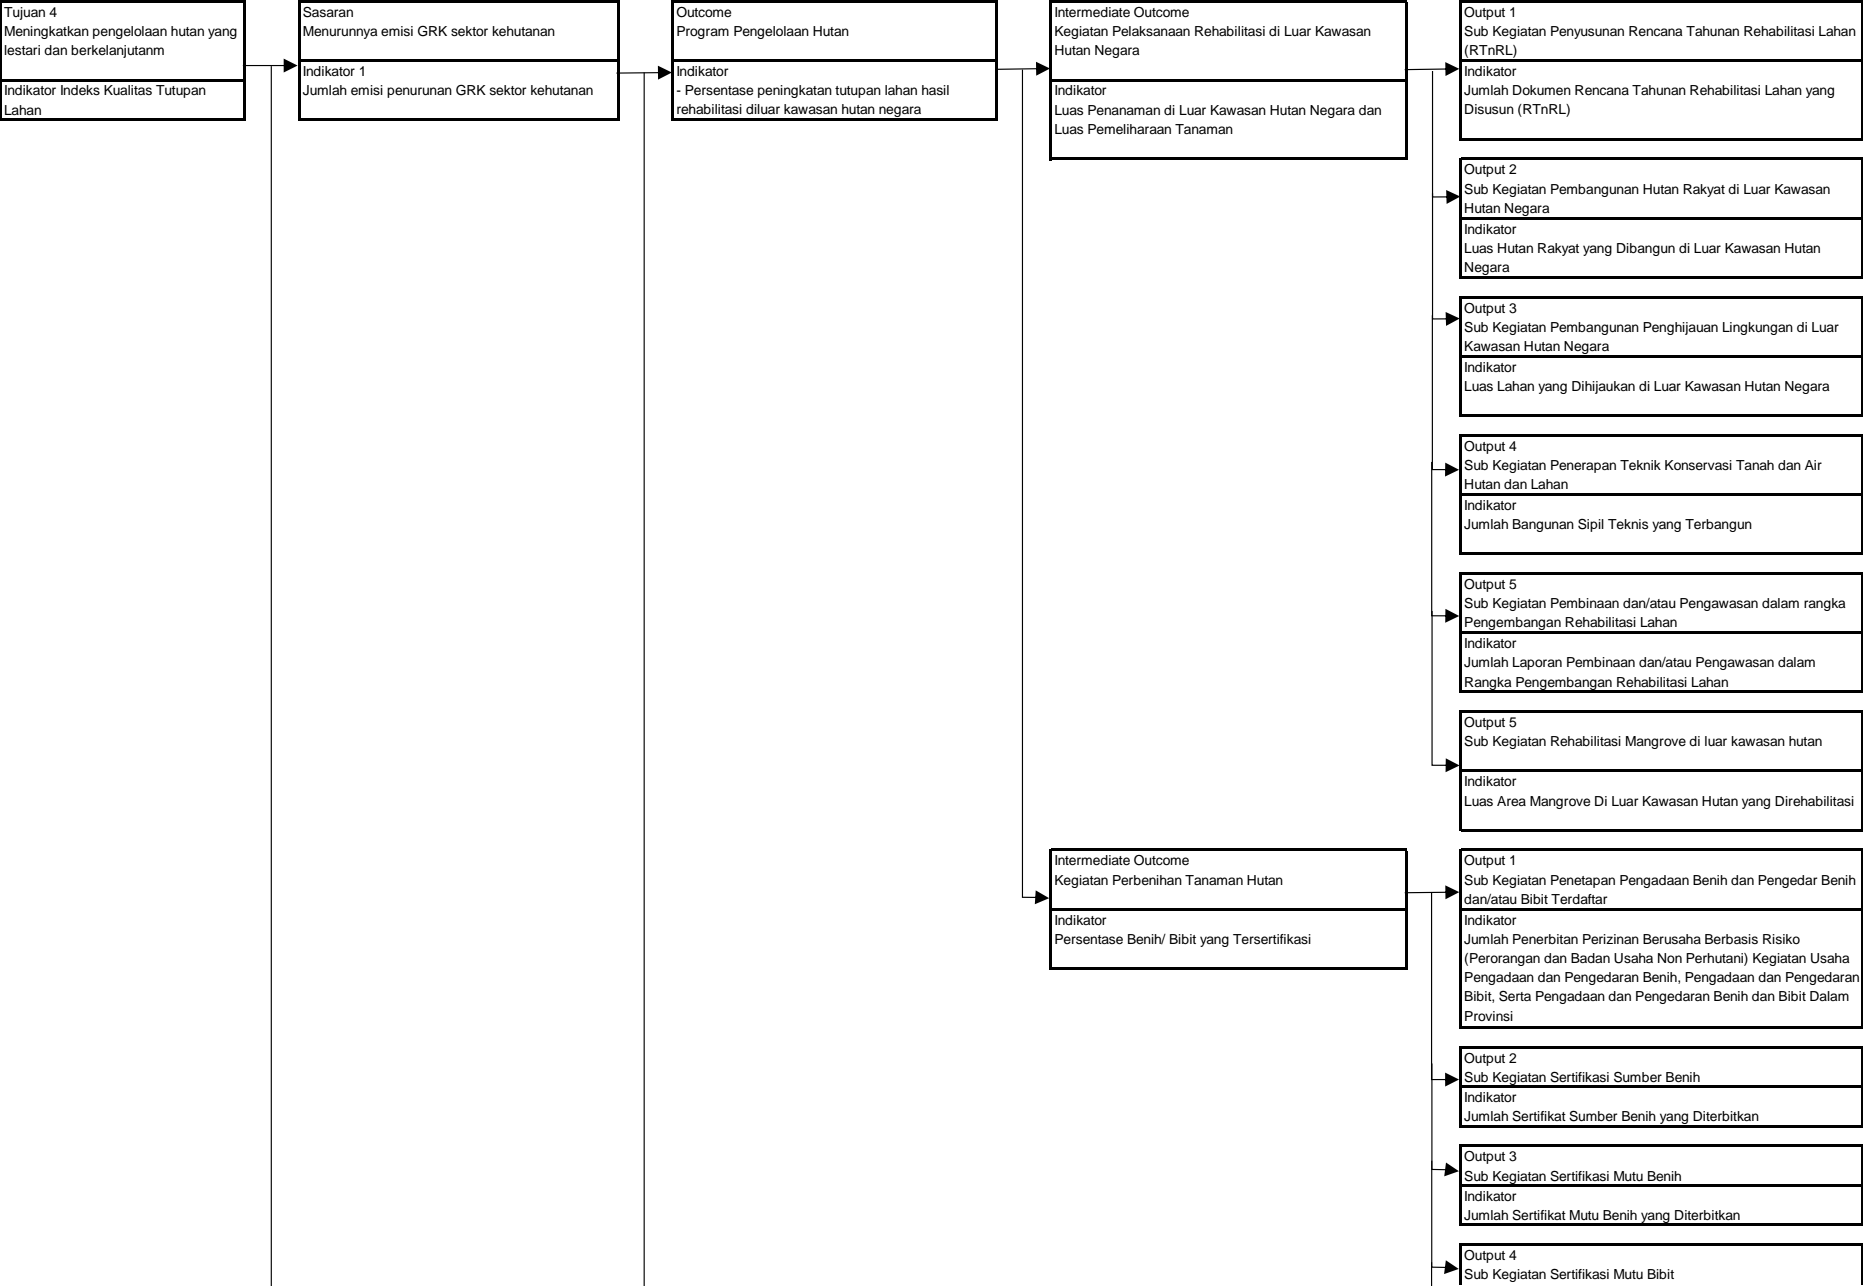 Tujuan 4
Meningkatkan pengelolaan hutan yang
lestari dan berkelanjutanm
Indikator Indeks Kualitas Tutupan
Lahan
Sasaran
Menurunnya emisi GRK sektor kehutanan
Indikator 1
Jumlah emisi penurunan GRK sektor kehutanan
Outcome
Program Pengelolaan Hutan
Indikator
- Persentase peningkatan tutupan lahan hasil
rehabilitasi diluar kawasan hutan negara
Intermediate Outcome
Kegiatan Pelaksanaan Rehabilitasi di Luar Kawasan
Hutan Negara
Indikator
Luas Penanaman di Luar Kawasan Hutan Negara dan
Luas Pemeliharaan Tanaman
Output 1
Sub Kegiatan Penyusunan Rencana Tahunan Rehabilitasi Lahan
(RTnRL)
Indikator
Jumlah Dokumen Rencana Tahunan Rehabilitasi Lahan yang
Disusun (RTnRL)
Output 2
Sub Kegiatan Pembangunan Hutan Rakyat di Luar Kawasan
Hutan Negara
Indikator
Luas Hutan Rakyat yang Dibangun di Luar Kawasan Hutan
Negara
Output 3
Sub Kegiatan Pembangunan Penghijauan Lingkungan di Luar
Kawasan Hutan Negara
Indikator
Luas Lahan yang Dihijaukan di Luar Kawasan Hutan Negara
Output 4
Sub Kegiatan Penerapan Teknik Konservasi Tanah dan Air
Hutan dan Lahan
Indikator
Jumlah Bangunan Sipil Teknis yang Terbangun
Output 5
Sub Kegiatan Pembinaan dan/atau Pengawasan dalam rangka
Pengembangan Rehabilitasi Lahan
Indikator
Jumlah Laporan Pembinaan dan/atau Pengawasan dalam
Rangka Pengembangan Rehabilitasi Lahan
Output 5
Sub Kegiatan Rehabilitasi Mangrove di luar kawasan hutan
Indikator
Luas Area Mangrove Di Luar Kawasan Hutan yang Direhabilitasi
Intermediate Outcome
Kegiatan Perbenihan Tanaman Hutan
Indikator
Persentase Benih/ Bibit yang Tersertifikasi
Output 1
Sub Kegiatan Penetapan Pengadaan Benih dan Pengedar Benih
dan/atau Bibit Terdaftar
Indikator
Jumlah Penerbitan Perizinan Berusaha Berbasis Risiko
(Perorangan dan Badan Usaha Non Perhutani) Kegiatan Usaha
Pengadaan dan Pengedaran Benih, Pengadaan dan Pengedaran
Bibit, Serta Pengadaan dan Pengedaran Benih dan Bibit Dalam
Provinsi
Output 2
Sub Kegiatan Sertifikasi Sumber Benih
Indikator
Jumlah Sertifikat Sumber Benih yang Diterbitkan
Output 3
Sub Kegiatan Sertifikasi Mutu Benih
Indikator
Jumlah Sertifikat Mutu Benih yang Diterbitkan
Output 4
Sub Kegiatan Sertifikasi Mutu Bibit